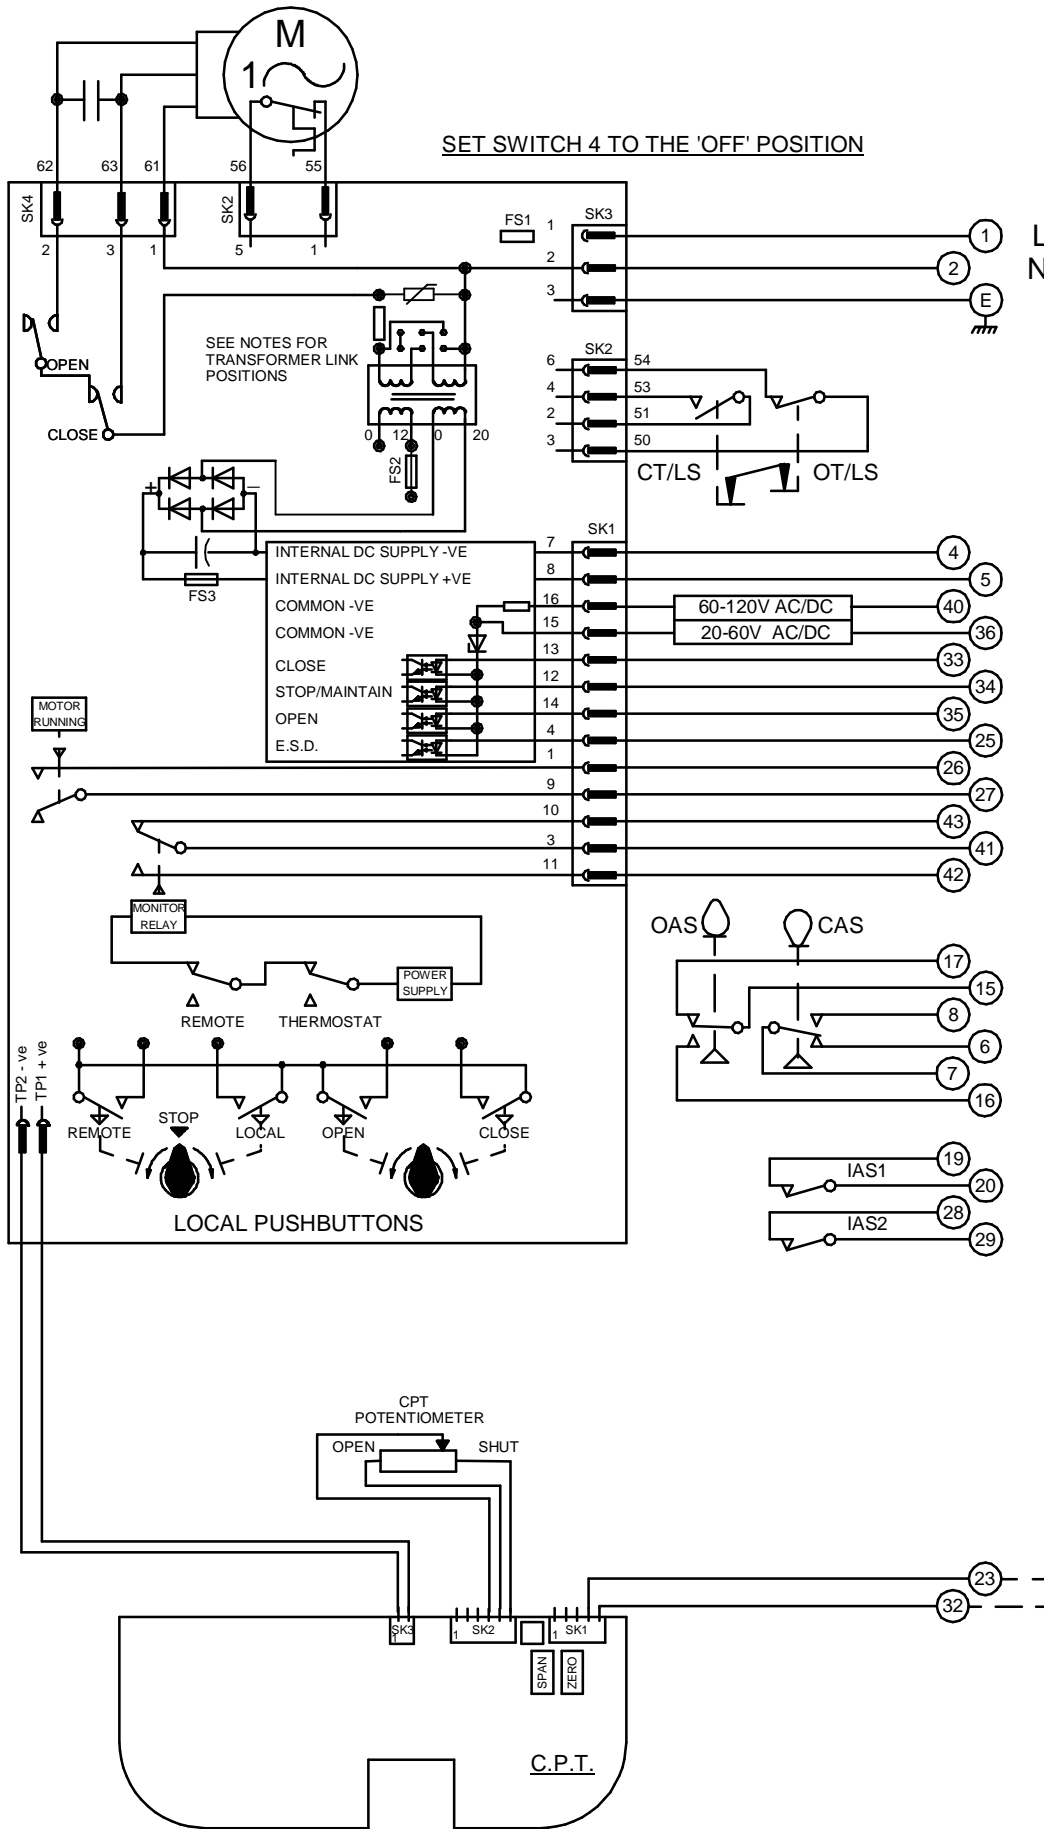 M
1
SET SWITCH 4 TO THE 'OFF' POSITION
62 63 61 56 55
SK4
SK2
2 3 1 5 1
FS1
SK3
1
1
L
2
2
N
3
E
SEE NOTES FOR
TRANSFORMER LINK
POSITIONS
OPEN
CLOSE
0 12 0 20
FS2
SK2
6 54
4 53
2 51
3 50
CT/LS OT/LS
+ –
FS3
SK1
INTERNAL DC SUPPLY -VE 7 4
INTERNAL DC SUPPLY +VE 8 5
COMMON -VE 16 60-120V AC/DC 40
COMMON -VE 15 20-60V AC/DC 36
CLOSE 13 33
STOP/MAINTAIN 12 34
OPEN 14 35
E.S.D. 4 25
MOTOR
RUNNING
1 26
9 27
10 43
3 41
11 42
MONITOR
RELAY
POWER
SUPPLY
REMOTE THERMOSTAT
OAS CAS
17
15
8
6
7
16
TP2 - ve
TP1 + ve
REMOTE STOP LOCAL OPEN CLOSE
LOCAL PUSHBUTTONS
IAS1 19
20
IAS2 28
29
CPT
POTENTIOMETER
OPEN SHUT
23
32
SK3
1
1 SK2
1 SK1
SPAN
ZERO
C.P.T.